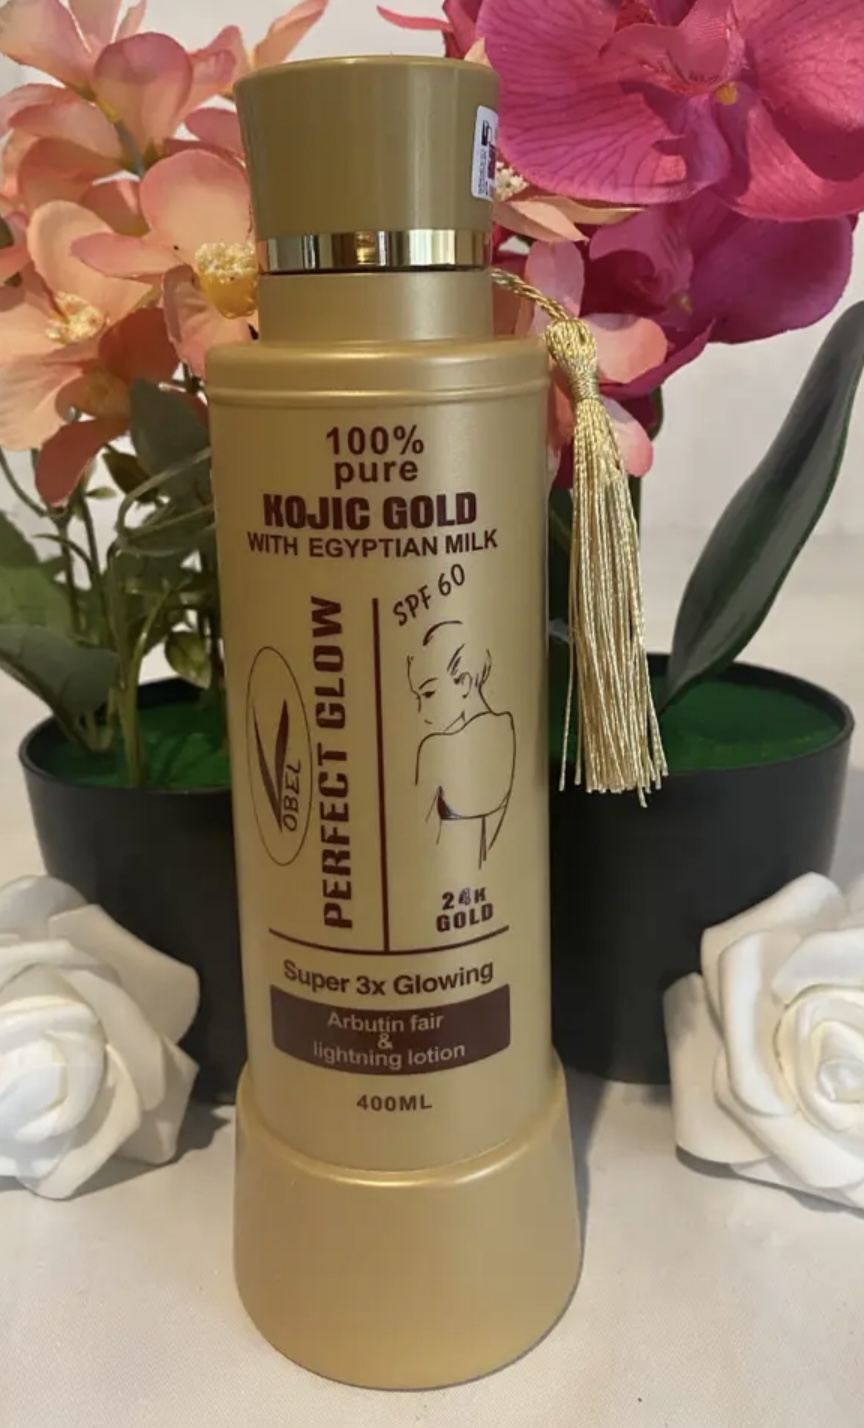 100%
pure
KOJIC GOLD
WITH EGYPTIAN MILK
SPF 60
OBEL
PERFECT GLOW
24K
GOLD
Super 3x Glowing
Arbutin fair
&
lightning lotion
400ML